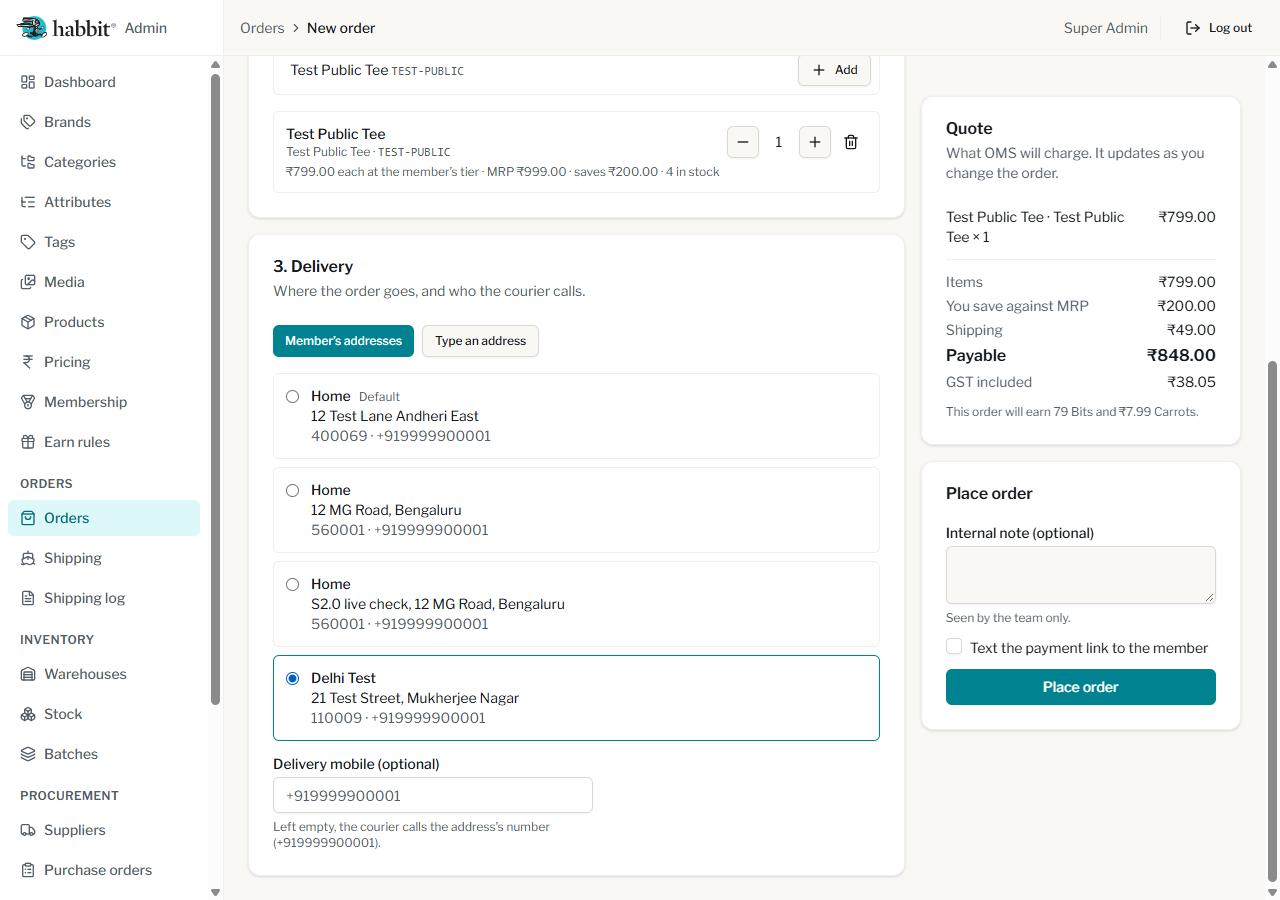 habbit® Admin
Orders > New order
Super Admin
Log out
Dashboard
Brands
Categories
Attributes
Tags
Media
Products
Pricing
Membership
Earn rules
ORDERS
Orders
Shipping
Shipping log
INVENTORY
Warehouses
Stock
Batches
PROCUREMENT
Suppliers
Purchase orders
Test Public Tee TEST-PUBLIC
Add
Test Public Tee
Test Public Tee · TEST-PUBLIC
₹799.00 each at the member's tier · MRP ₹999.00 · saves ₹200.00 · 4 in stock
1
3. Delivery
Where the order goes, and who the courier calls.
Member's addresses
Type an address
Home Default
12 Test Lane Andheri East
400069 · +919999900001
Home
12 MG Road, Bengaluru
560001 · +919999900001
Home
S2.0 live check, 12 MG Road, Bengaluru
560001 · +919999900001
Delhi Test
21 Test Street, Mukherjee Nagar
110009 · +919999900001
Delivery mobile (optional)
+919999900001
Left empty, the courier calls the address's number
(+919999900001).
Quote
What OMS will charge. It updates as you
change the order.
Test Public Tee · Test Public ₹799.00
Tee × 1
Items ₹799.00
You save against MRP ₹200.00
Shipping ₹49.00
Payable ₹848.00
GST included ₹38.05
This order will earn 79 Bits and ₹7.99 Carrots.
Place order
Internal note (optional)
Seen by the team only.
Text the payment link to the member
Place order